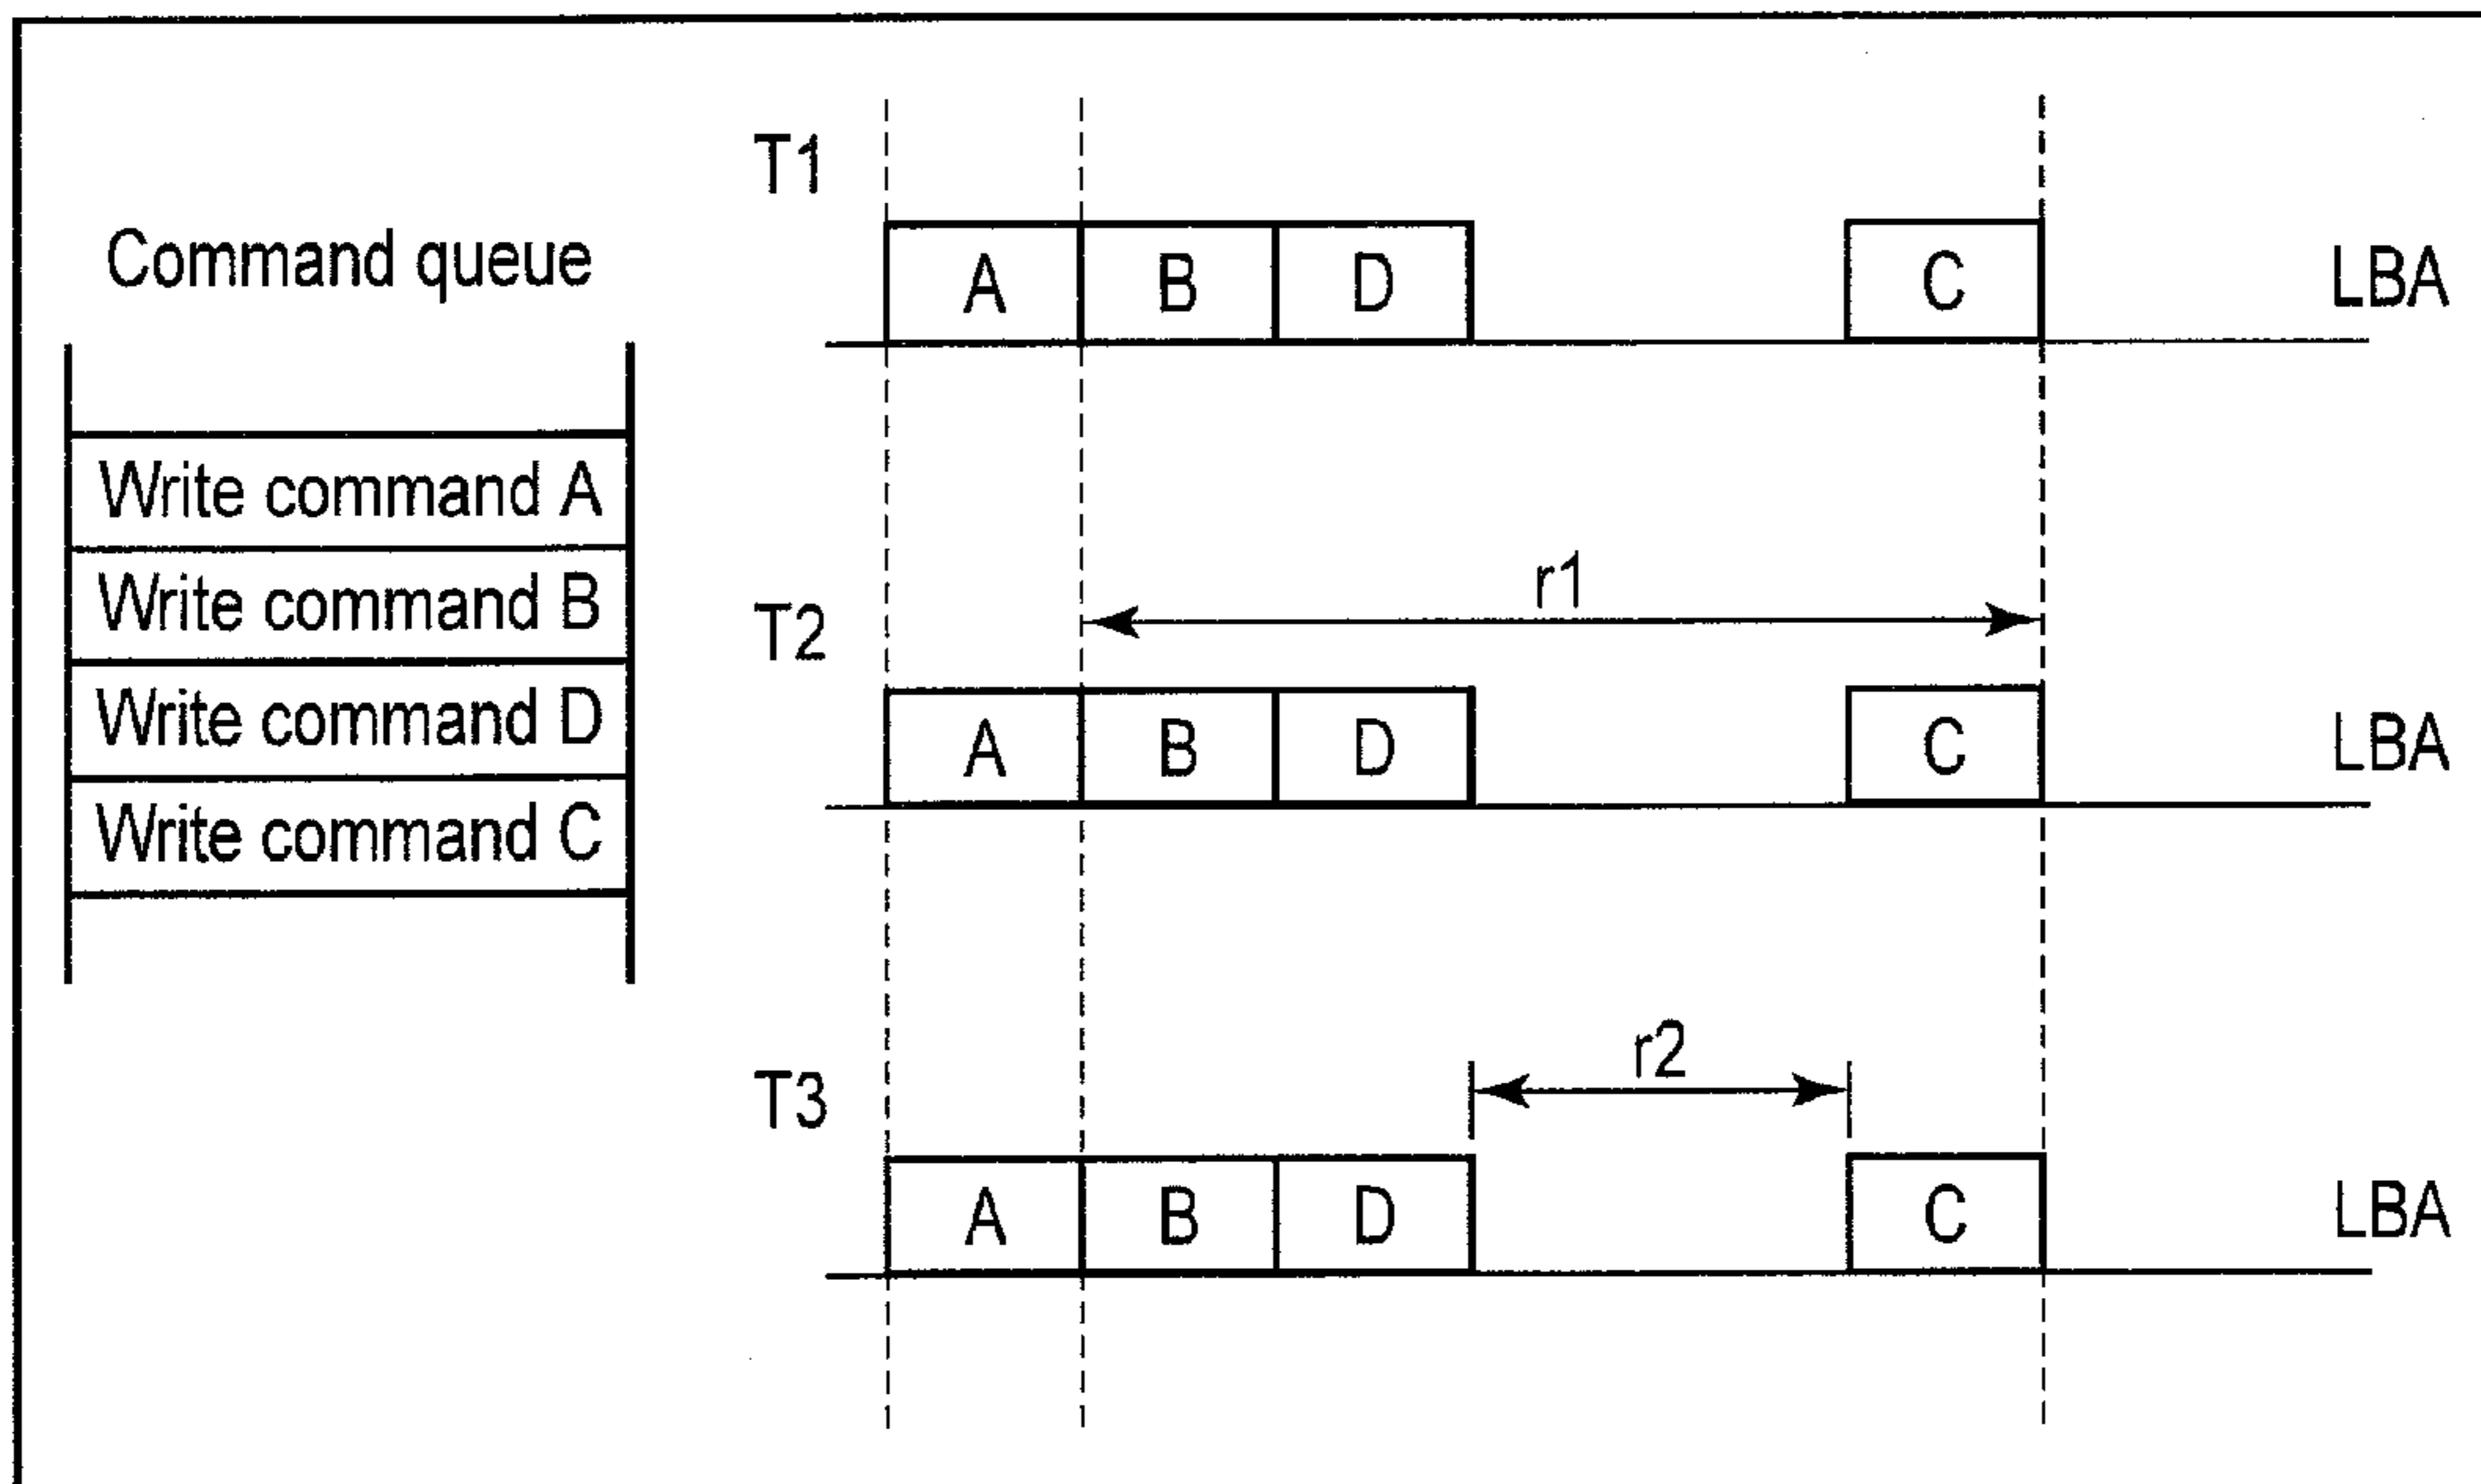 Command queue
Write command A
Write command B
Write command D
Write command C
T1
A B D C LBA
r1
T2
A B D C LBA
r2
T3
A B D C LBA